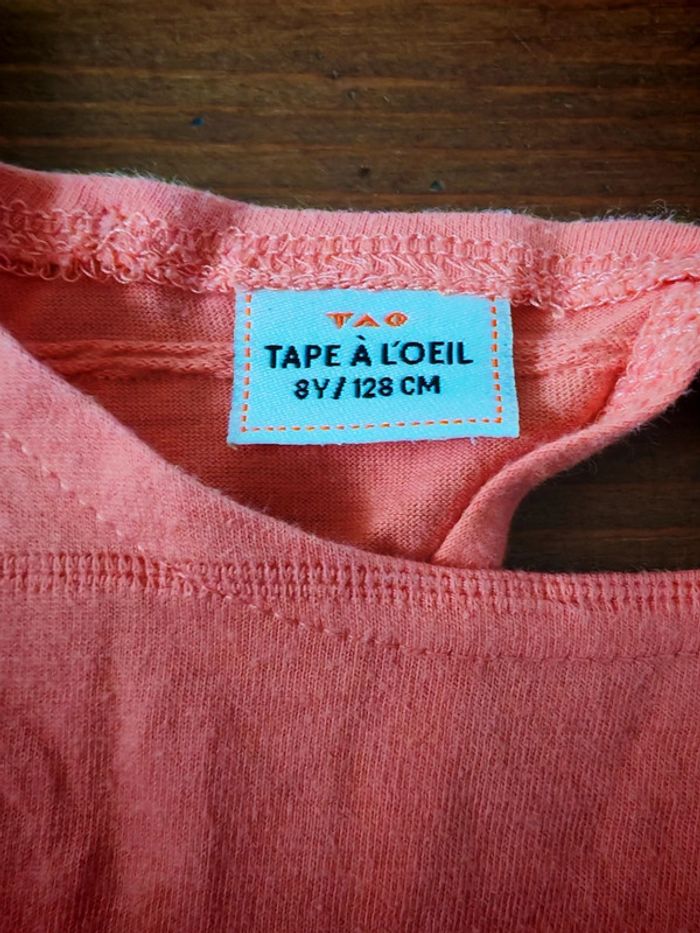 TAO
TAPE À L'OEIL
8Y / 128 CM